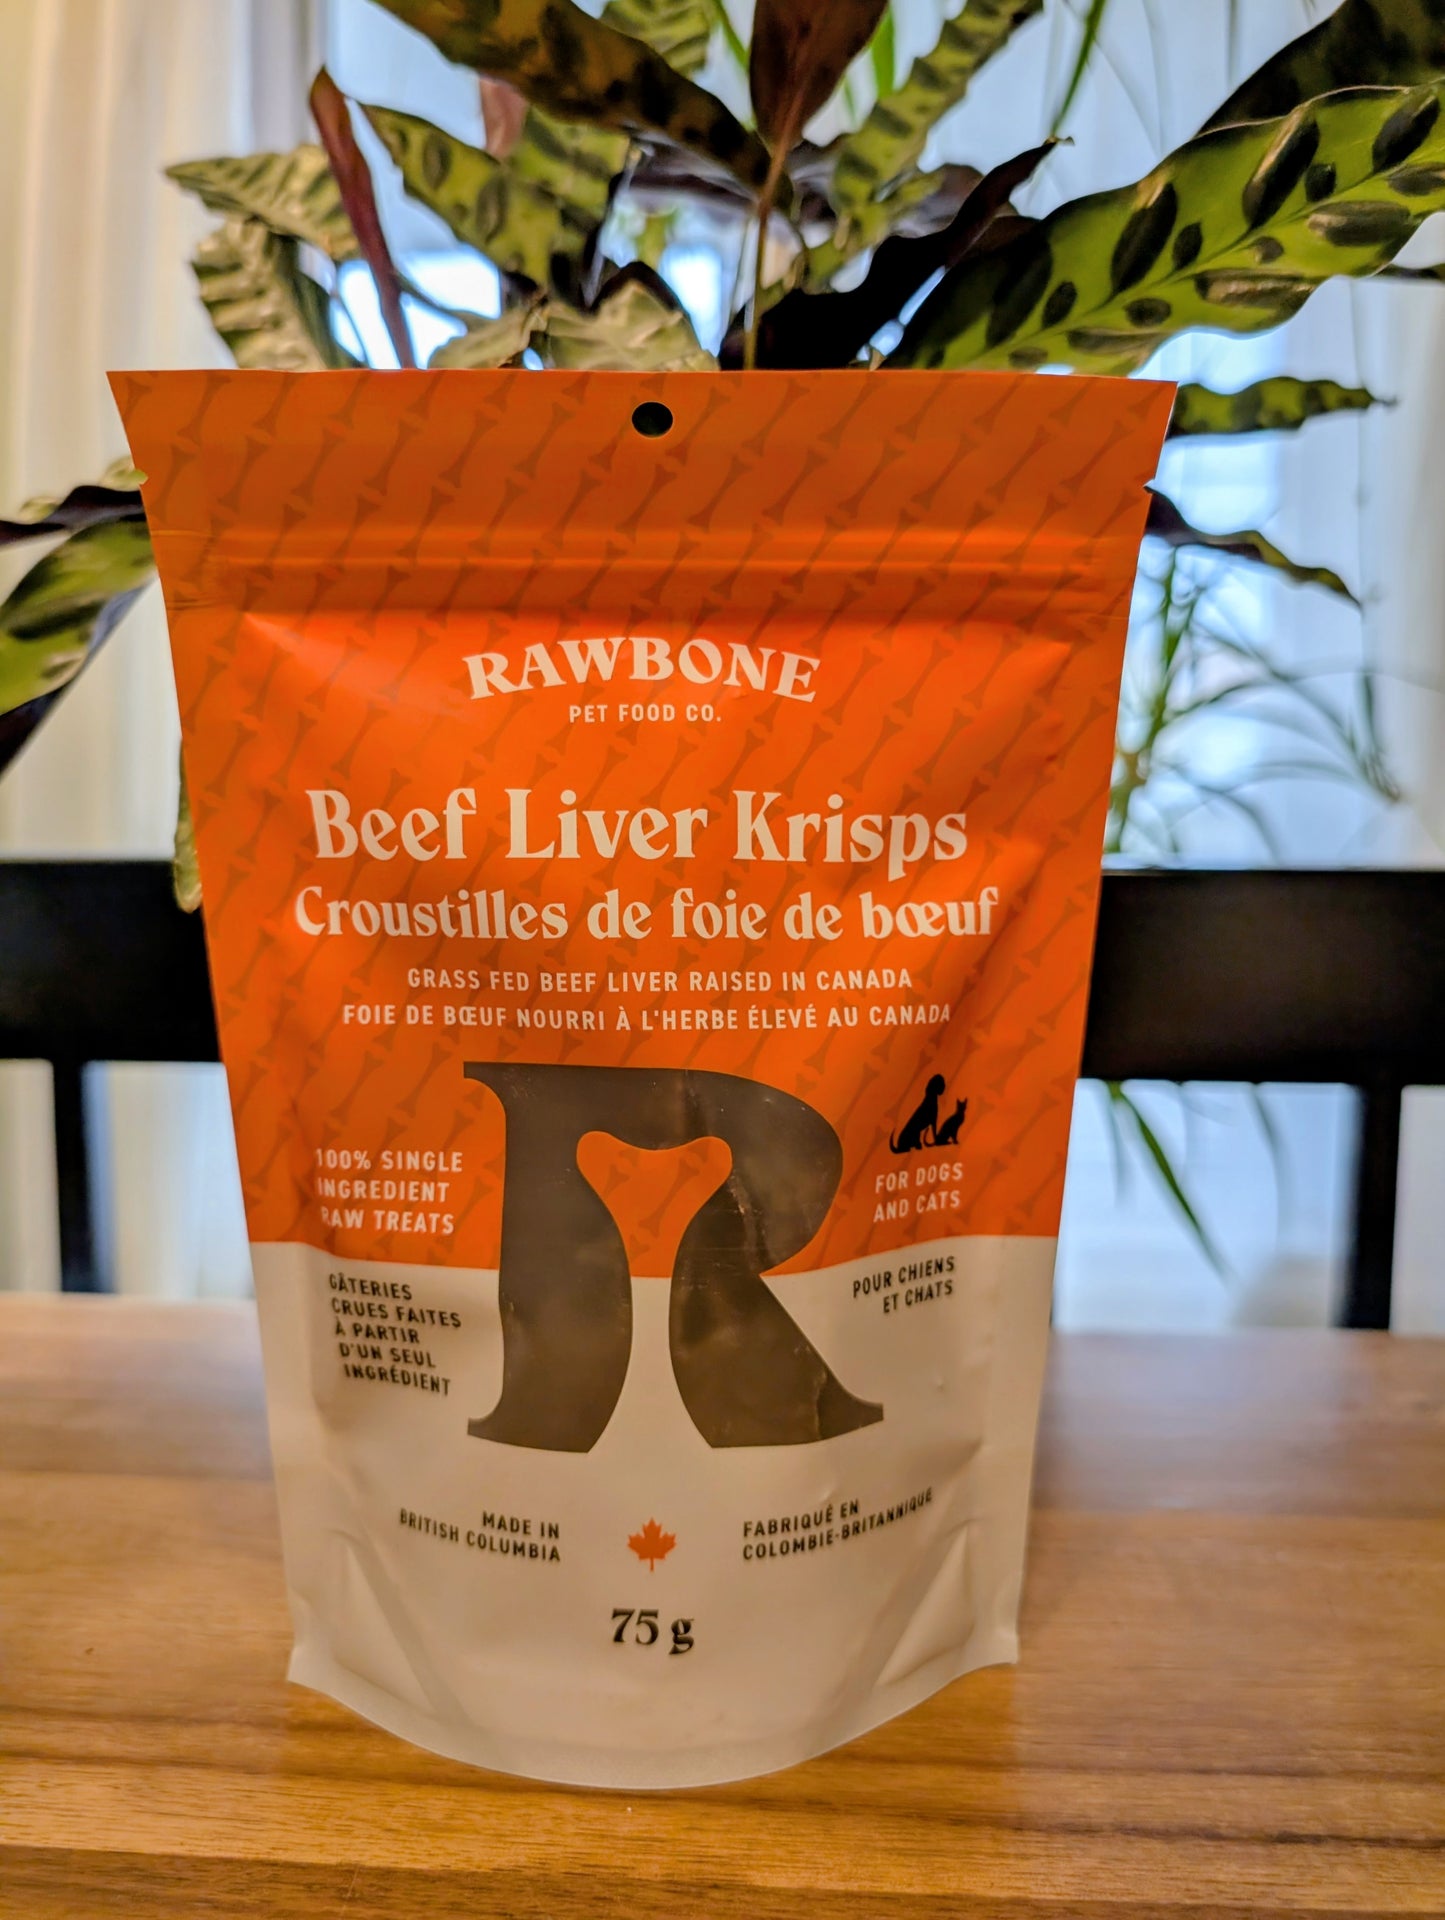 RAWBONE
PET FOOD CO.
Beef Liver Krisps
Croustilles de foie de bœuf
GRASS FED BEEF LIVER RAISED IN CANADA
FOIE DE BŒUF NOURRI À L'HERBE ÉLEVÉ AU CANADA
100% SINGLE
INGREDIENT
RAW TREATS
GÂTERIES
CRUES FAITES
À PARTIR
D'UN SEUL
INGRÉDIENT
R
FOR DOGS
AND CATS
POUR CHIENS
ET CHATS
MADE IN
BRITISH COLUMBIA
FABRIQUÉ EN
COLOMBIE-BRITANNIQUE
75 g